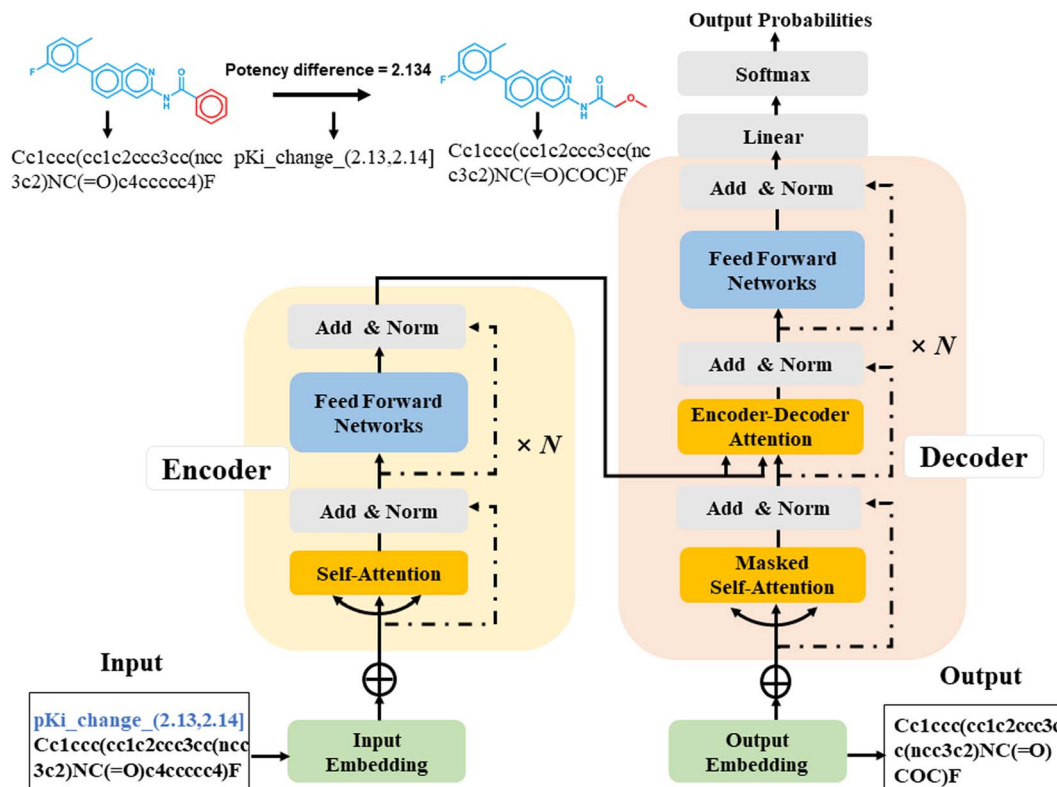 Output Probabilities
Softmax
Linear
F
N
O
N
H
Potency difference = 2.134
F
N
O
N
H
O
Cc1ccc(cc1c2ccc3cc(ncc
3c2)NC(=O)c4ccccc4)F
pKi_change_(2.13,2.14]
Cc1ccc(cc1c2ccc3cc(nc
c3c2)NC(=O)COC)F
Add & Norm
Feed Forward
Networks
Add & Norm
Encoder-Decoder
Attention
Add & Norm
Masked
Self-Attention
× N
Decoder
Add & Norm
Feed Forward
Networks
Add & Norm
Self-Attention
× N
Encoder
Input
pKi_change_(2.13,2.14]
Cc1ccc(cc1c2ccc3cc(ncc
3c2)NC(=O)c4ccccc4)F
Input
Embedding
Output
Embedding
Output
Cc1ccc(cc1c2ccc3c
c(ncc3c2)NC(=O)
COC)F